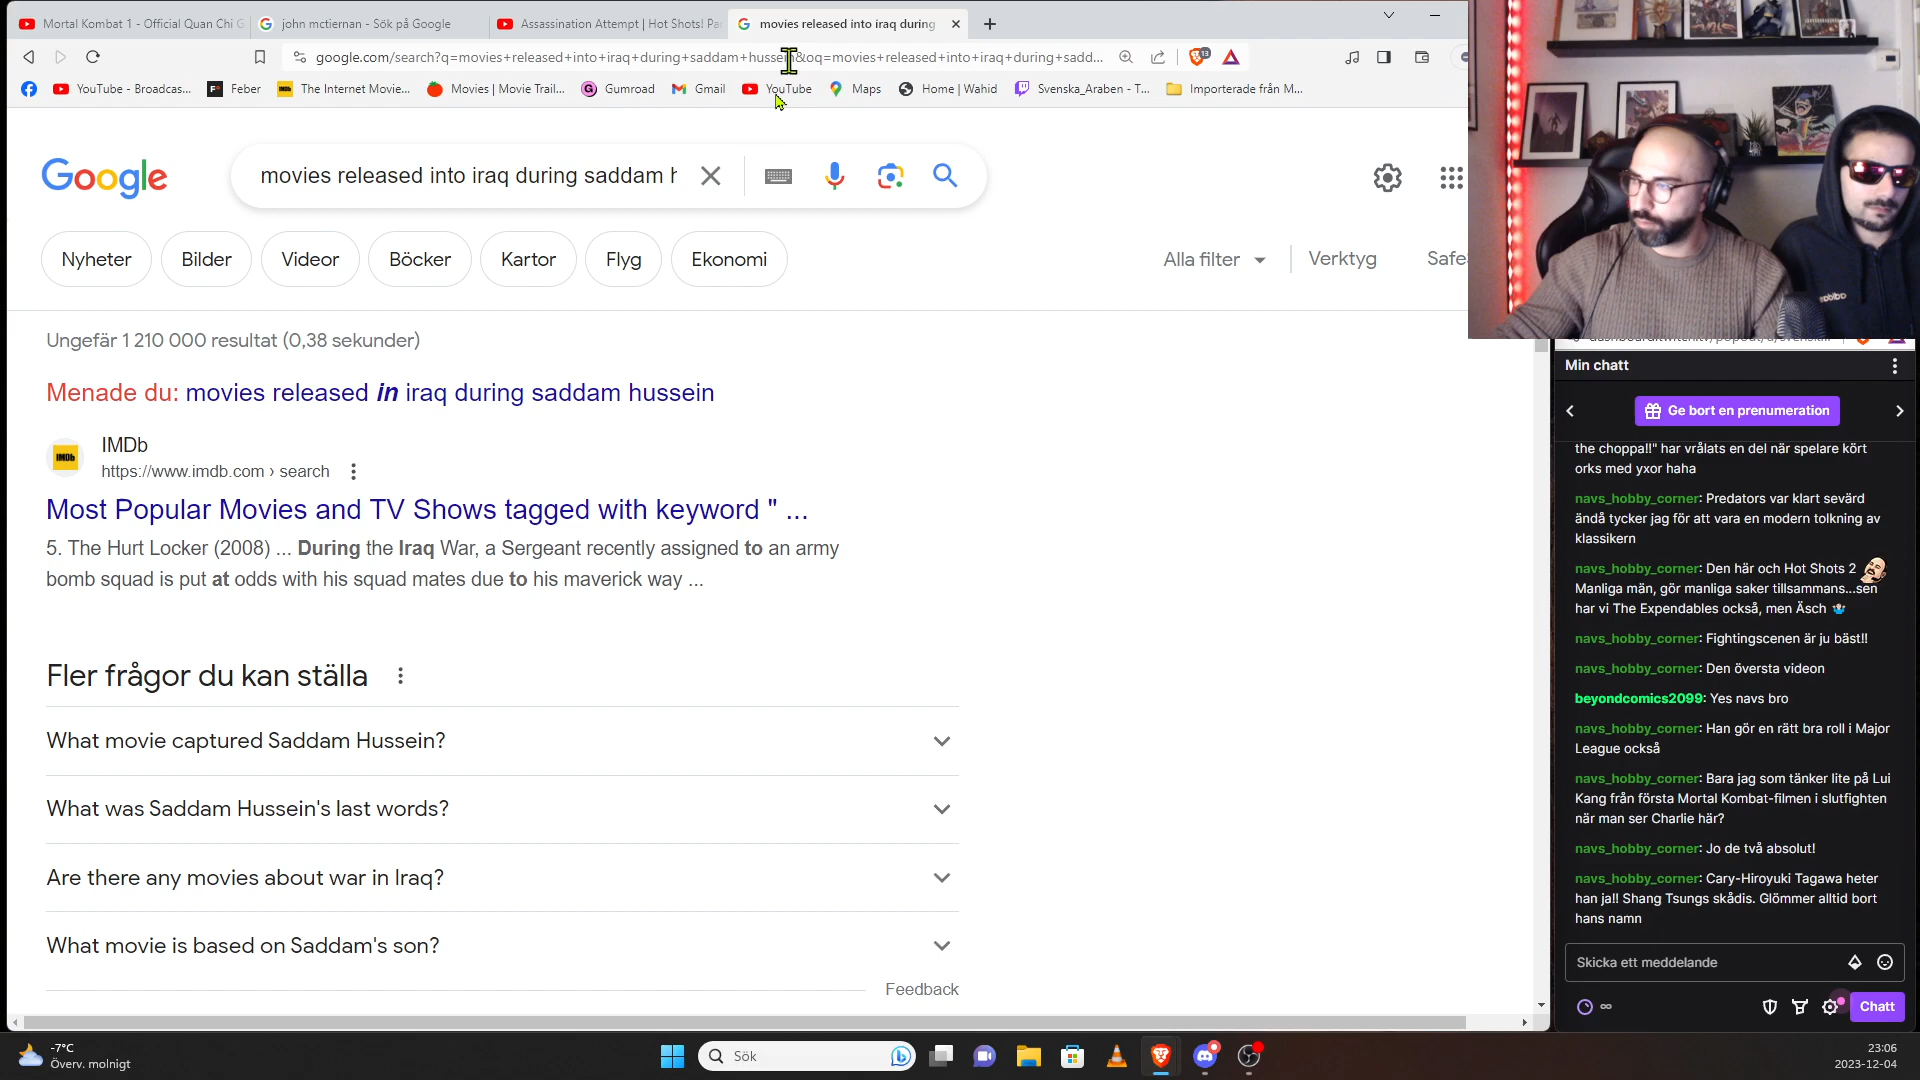 Mortal Kombat 1 - Official Quan Chi G
john mctiernan - Sök på Google
Assassination Attempt | Hot Shots! Pa
movies released into iraq during
google.com/search?q=movies+released+into+iraq+during+saddam+hussein&oq=movies+released+into+iraq+during+sadd...
YouTube - Broadcas...
Feber
The Internet Movie...
Movies | Movie Trail...
Gumroad
Gmail
YouTube
Maps
Home | Wahid
Svenska_Araben - T...
Importerade från M...
Google
movies released into iraq during saddam h
Nyheter
Bilder
Videor
Böcker
Kartor
Flyg
Ekonomi
Alla filter
Verktyg
Safe
Ungefär 1 210 000 resultat (0,38 sekunder)
Menade du: movies released in iraq during saddam hussein
IMDb
https://www.imdb.com › search
Most Popular Movies and TV Shows tagged with keyword " ...
5. The Hurt Locker (2008) ... During the Iraq War, a Sergeant recently assigned to an army
bomb squad is put at odds with his squad mates due to his maverick way ...
Fler frågor du kan ställa
What movie captured Saddam Hussein?
What was Saddam Hussein's last words?
Are there any movies about war in Iraq?
What movie is based on Saddam's son?
Feedback
Min chatt
Ge bort en prenumeration
the choppa!!" har vrålats en del när spelare kört
orks med yxor haha
navs_hobby_corner: Predators var klart sevärd
ändå tycker jag för att vara en modern tolkning av
klassikern
navs_hobby_corner: Den här och Hot Shots 2
Manliga män, gör manliga saker tillsammans...sen
har vi The Expendables också, men Äsch
navs_hobby_corner: Fightingscenen är ju bäst!!
navs_hobby_corner: Den översta videon
beyondcomics2099: Yes navs bro
navs_hobby_corner: Han gör en rätt bra roll i Major
League också
navs_hobby_corner: Bara jag som tänker lite på Lui
Kang från första Mortal Kombat-filmen i slutfighten
när man ser Charlie här?
navs_hobby_corner: Jo de två absolut!
navs_hobby_corner: Cary-Hiroyuki Tagawa heter
han ja!! Shang Tsungs skådis. Glömmer alltid bort
hans namn
Skicka ett meddelande
Chatt
-7°C
Överv. molnigt
Sök
23:06
2023-12-04